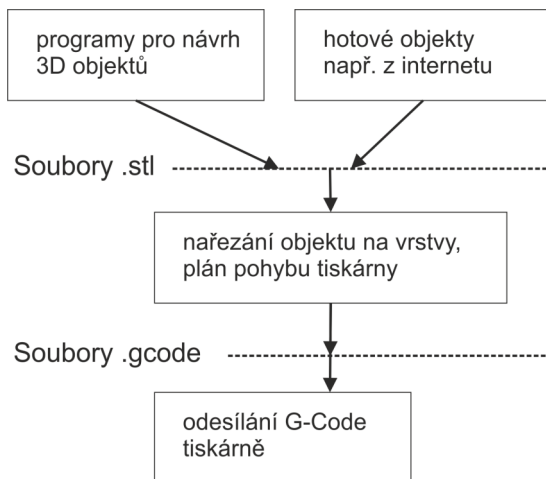 programy pro návrh
3D objektů
hotové objekty
např. z internetu
Soubory .stl
nařezání objektu na vrstvy,
plán pohybu tiskárny
Soubory .gcode
odesílání G-Code
tiskárně